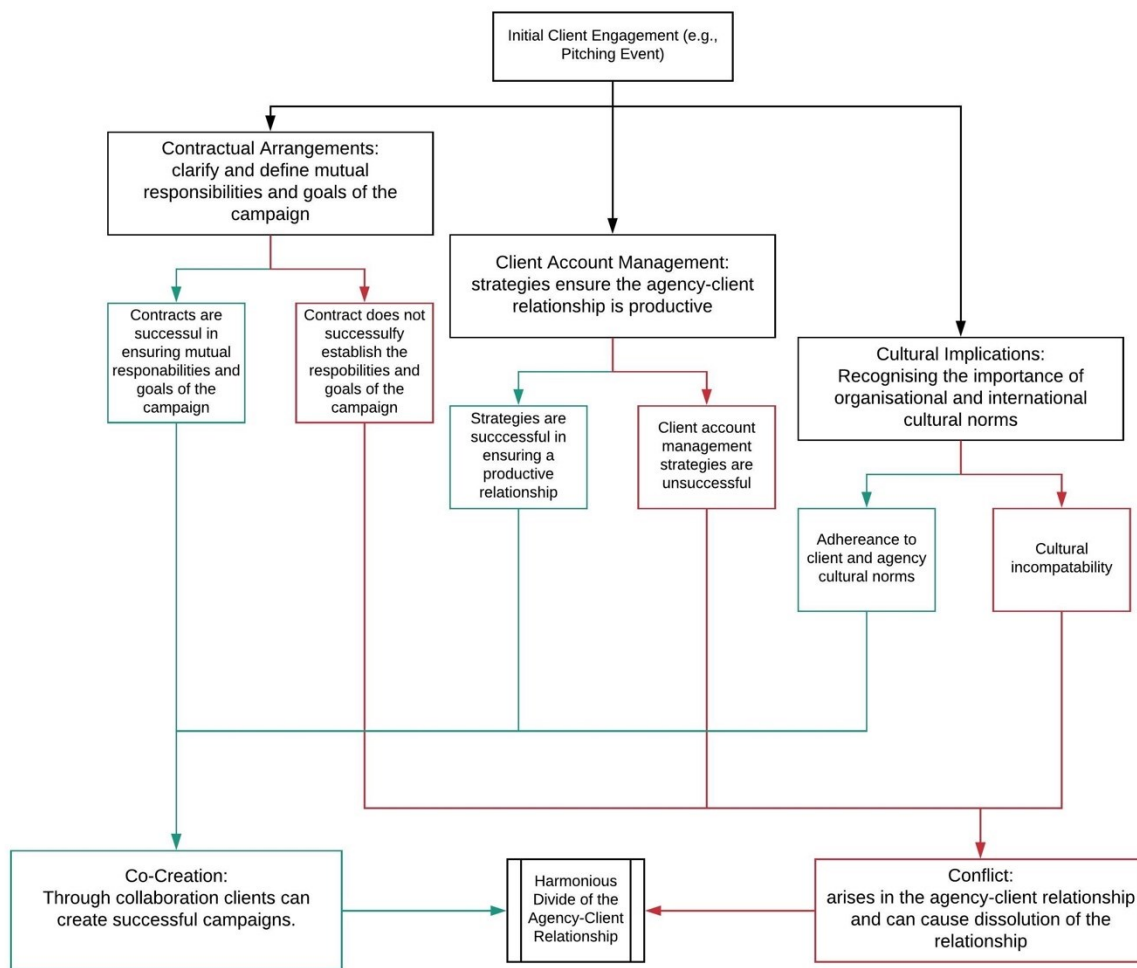 Initial Client Engagement (e.g.,
Pitching Event)
Contractual Arrangements:
clarify and define mutual
responsibilities and goals of the
campaign
Client Account Management:
strategies ensure the agency-client
relationship is productive
Cultural Implications:
Recognising the importance of
organisational and international
cultural norms
Contracts are
successul in
ensuring mutual
responabilities and
goals of the
campaign
Contract does not
successulfy
establish the
respobilities and
goals of the
campaign
Strategies are
succcessful in
ensuring a
productive
relationship
Client account
management
strategies are
unsuccessful
Adhereance to
client and agency
cultural norms
Cultural
incompatability
Co-Creation:
Through collaboration clients can
create successful campaigns.
Harmonious
Divide of the
Agency-Client
Relationship
Conflict:
arises in the agency-client relationship
and can cause dissolution of the
relationship